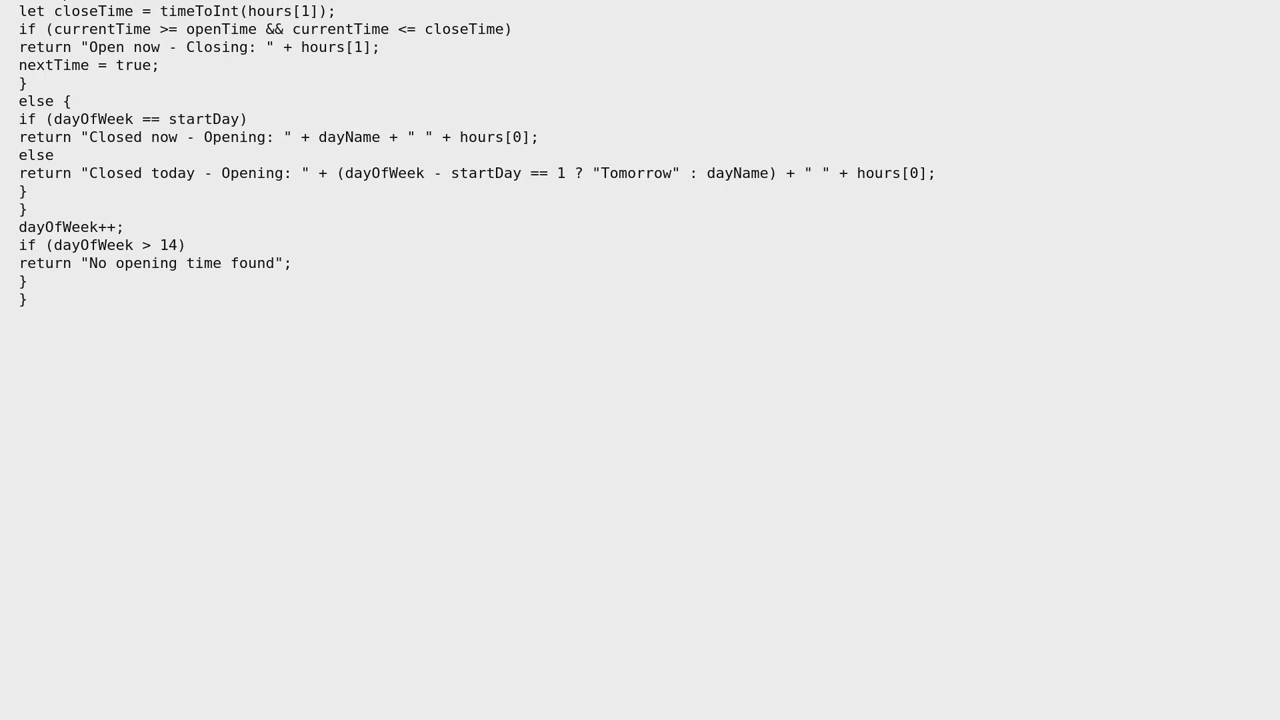 let closeTime = timeToInt(hours[1]);
if (currentTime >= openTime && currentTime <= closeTime)
return "Open now - Closing: " + hours[1];
nextTime = true;
}
else {
if (dayOfWeek == startDay)
return "Closed now - Opening: " + dayName + " " + hours[0];
else
return "Closed today - Opening: " + (dayOfWeek - startDay == 1 ? "Tomorrow" : dayName) + " " + hours[0];
}
}
dayOfWeek++;
if (dayOfWeek > 14)
return "No opening time found";
}
}